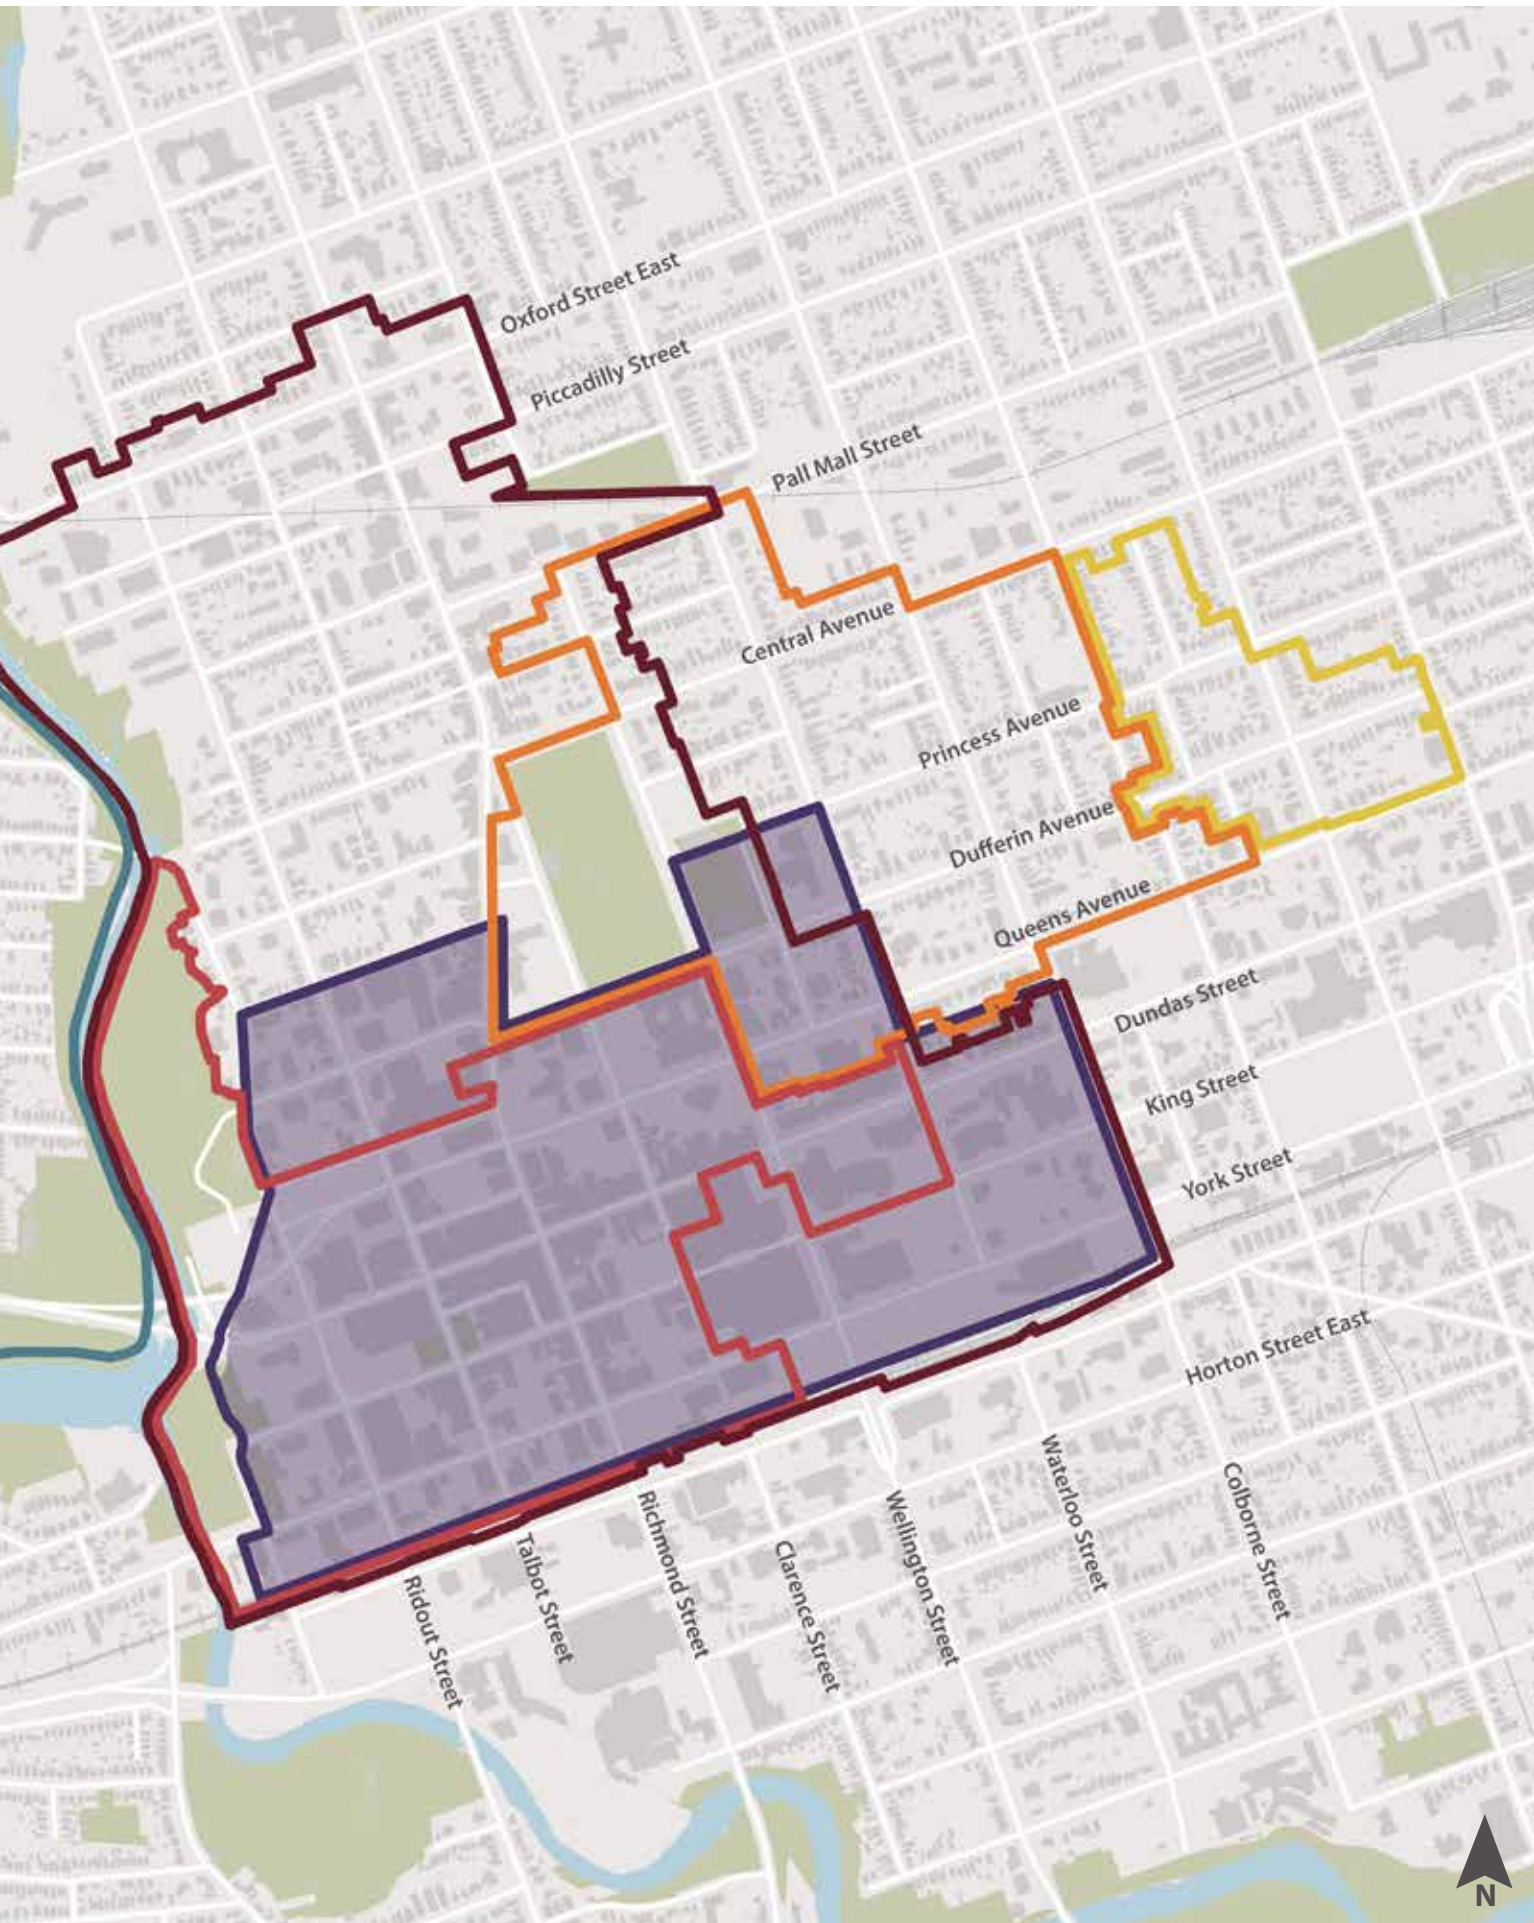 Oxford Street East
Piccadilly Street
Pall Mall Street
Central Avenue
Princess Avenue
Dufferin Avenue
Queens Avenue
Dundas Street
King Street
York Street
Horton Street East
Ridout Street
Talbot Street
Richmond Street
Clarence Street
Wellington Street
Waterloo Street
Colborne Street
N